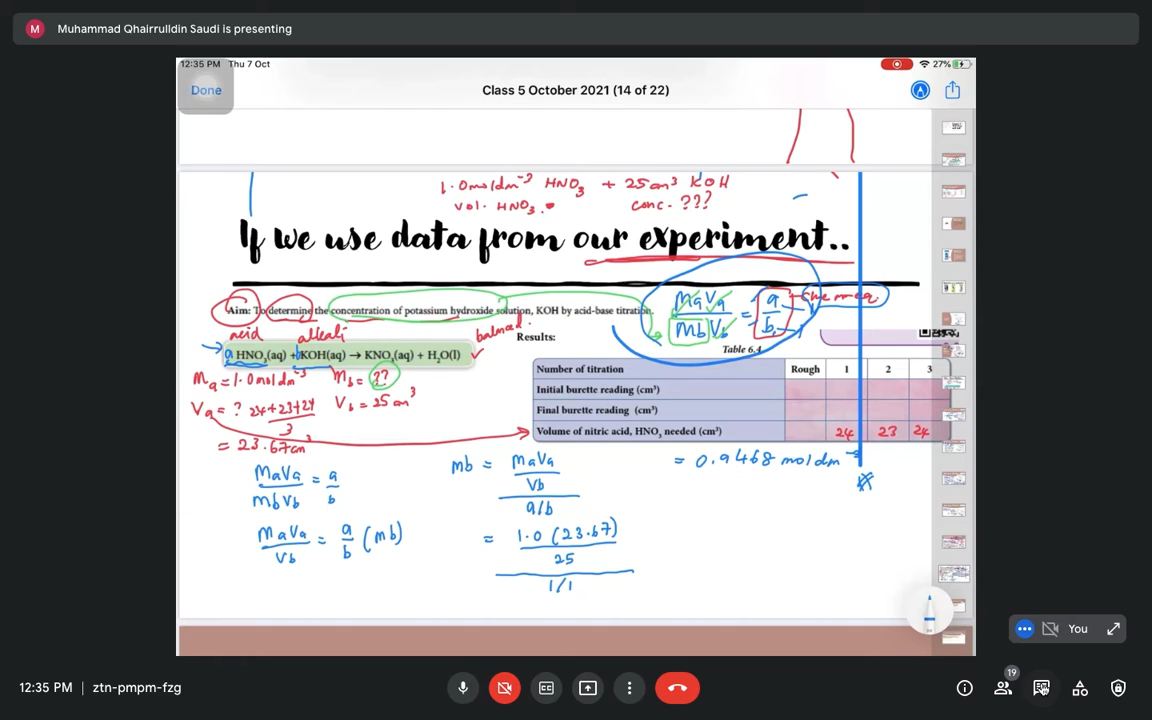 M Muhammad Qhairrulldin Saudi is presenting
12:35 PM Thu 7 Oct
27%
Done
Class 5 October 2021 (14 of 22)
1.0 mol dm⁻³ HNO₃ + 25 cm³ KOH
vol. HNO₃. conc. ???
If we use data from our experiment..
Aim: To determine the concentration of potassium hydroxide solution, KOH by acid-base titration.
MaVa/MbVb = a/b
acid alkali
a HNO₃(aq) + b KOH(aq) → KNO₃(aq) + H₂O(l) ✓
Ma = 1.0 mol dm⁻³ Mb = ??
Va = ? 24+23+24/3 Vb = 25 cm³
= 23.67 cm³
Results:
Table 6.4
Number of titration Rough 1 2 3
Initial burette reading (cm³)
Final burette reading (cm³)
Volume of nitric acid, HNO₃ needed (cm³) 24 23 24
MaVa/MbVb = a/b
MaVa/Vb = a/b (mb)
mb = MaVa/Vb
a/b
= 1.0 (23.67)/25
1/1
= 0.9468 mol dm⁻³
You
12:35 PM | ztn-pmpm-fzg
19